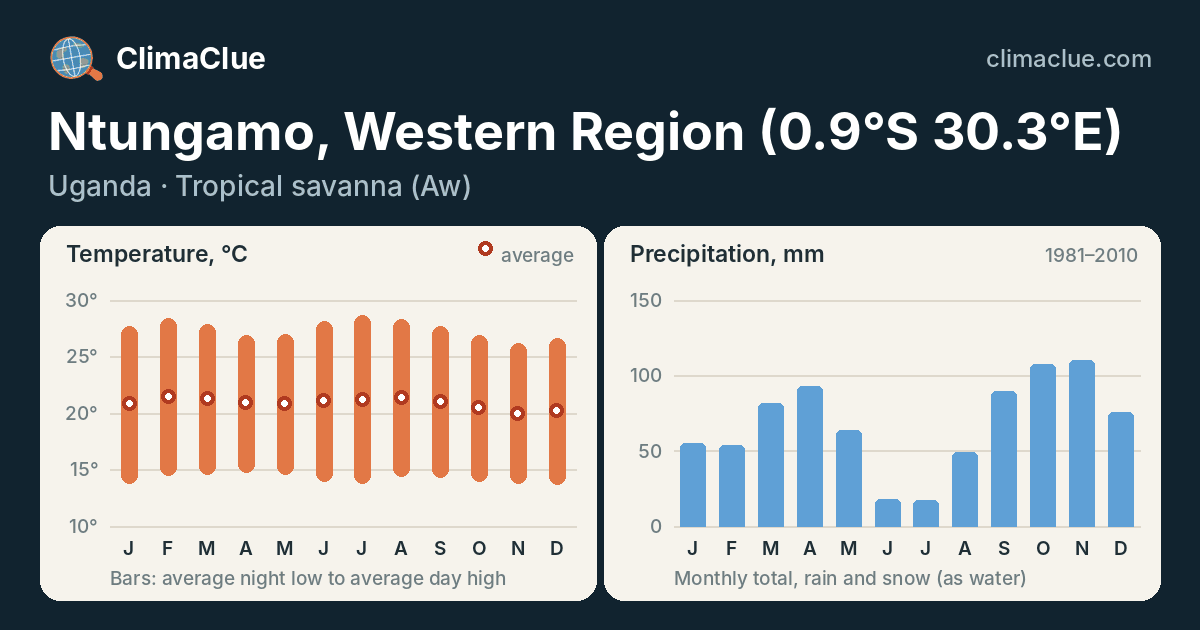 ClimaClue
climaclue.com
Ntungamo, Western Region (0.9°S 30.3°E)
Uganda · Tropical savanna (Aw)
Temperature, °C
average
30°
25°
20°
15°
10°
J F M A M J J A S O N D
Bars: average night low to average day high
Precipitation, mm
1981–2010
150
100
50
0
J F M A M J J A S O N D
Monthly total, rain and snow (as water)